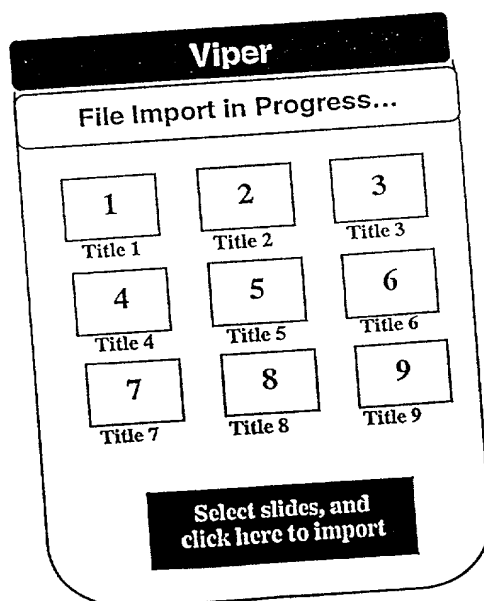 Viper
File Import in Progress...
1 2 3
Title 1 Title 2 Title 3
4 5 6
Title 4 Title 5 Title 6
7 8 9
Title 7 Title 8 Title 9
Select slides, and
click here to import